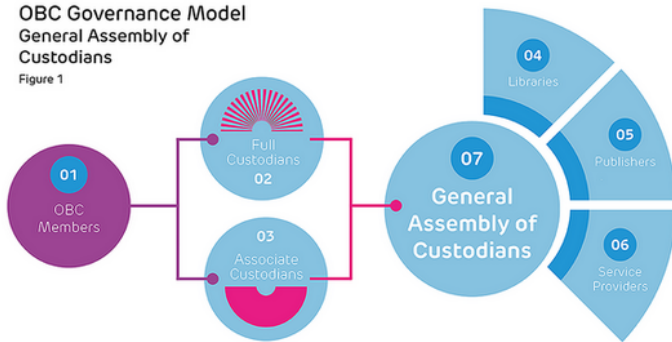 OBC Governance Model
General Assembly of
Custodians
Figure 1
01
OBC
Members
Full
Custodians
02
03
Associate
Custodians
07
General
Assembly of
Custodians
04
Libraries
05
Publishers
06
Service
Providers